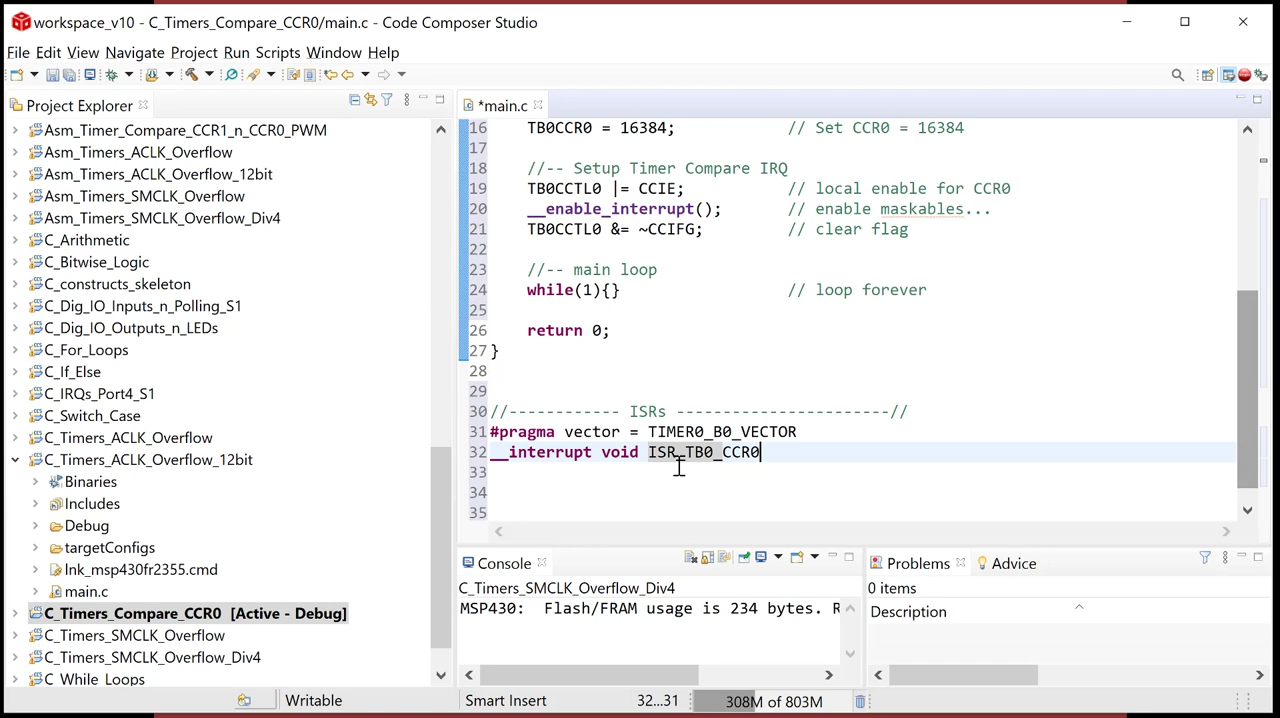 workspace_v10 - C_Timers_Compare_CCR0/main.c - Code Composer Studio
File Edit View Navigate Project Run Scripts Window Help
Project Explorer
Asm_Timer_Compare_CCR1_n_CCR0_PWM
Asm_Timers_ACLK_Overflow
Asm_Timers_ACLK_Overflow_12bit
Asm_Timers_SMCLK_Overflow
Asm_Timers_SMCLK_Overflow_Div4
C_Arithmetic
C_Bitwise_Logic
C_constructs_skeleton
C_Dig_IO_Inputs_n_Polling_S1
C_Dig_IO_Outputs_n_LEDs
C_For_Loops
C_If_Else
C_IRQs_Port4_S1
C_Switch_Case
C_Timers_ACLK_Overflow
C_Timers_ACLK_Overflow_12bit
Binaries
Includes
Debug
targetConfigs
lnk_msp430fr2355.cmd
main.c
C_Timers_Compare_CCR0 [Active - Debug]
C_Timers_SMCLK_Overflow
C_Timers_SMCLK_Overflow_Div4
C_While_Loops
*main.c
16 TB0CCR0 = 16384; // Set CCR0 = 16384
17
18 //-- Setup Timer Compare IRQ
19 TB0CCTL0 |= CCIE; // local enable for CCR0
20 __enable_interrupt(); // enable maskables...
21 TB0CCTL0 &= ~CCIFG; // clear flag
22
23 //-- main loop
24 while(1){} // loop forever
25
26 return 0;
27 }
28
29
30 //------------ ISRs -----------------------//
31 #pragma vector = TIMER0_B0_VECTOR
32 __interrupt void ISR_TB0_CCR0
33
34
35
Console
C_Timers_SMCLK_Overflow_Div4
MSP430: Flash/FRAM usage is 234 bytes. R
Problems Advice
0 items
Description
Writable Smart Insert 32...31 308M of 803M